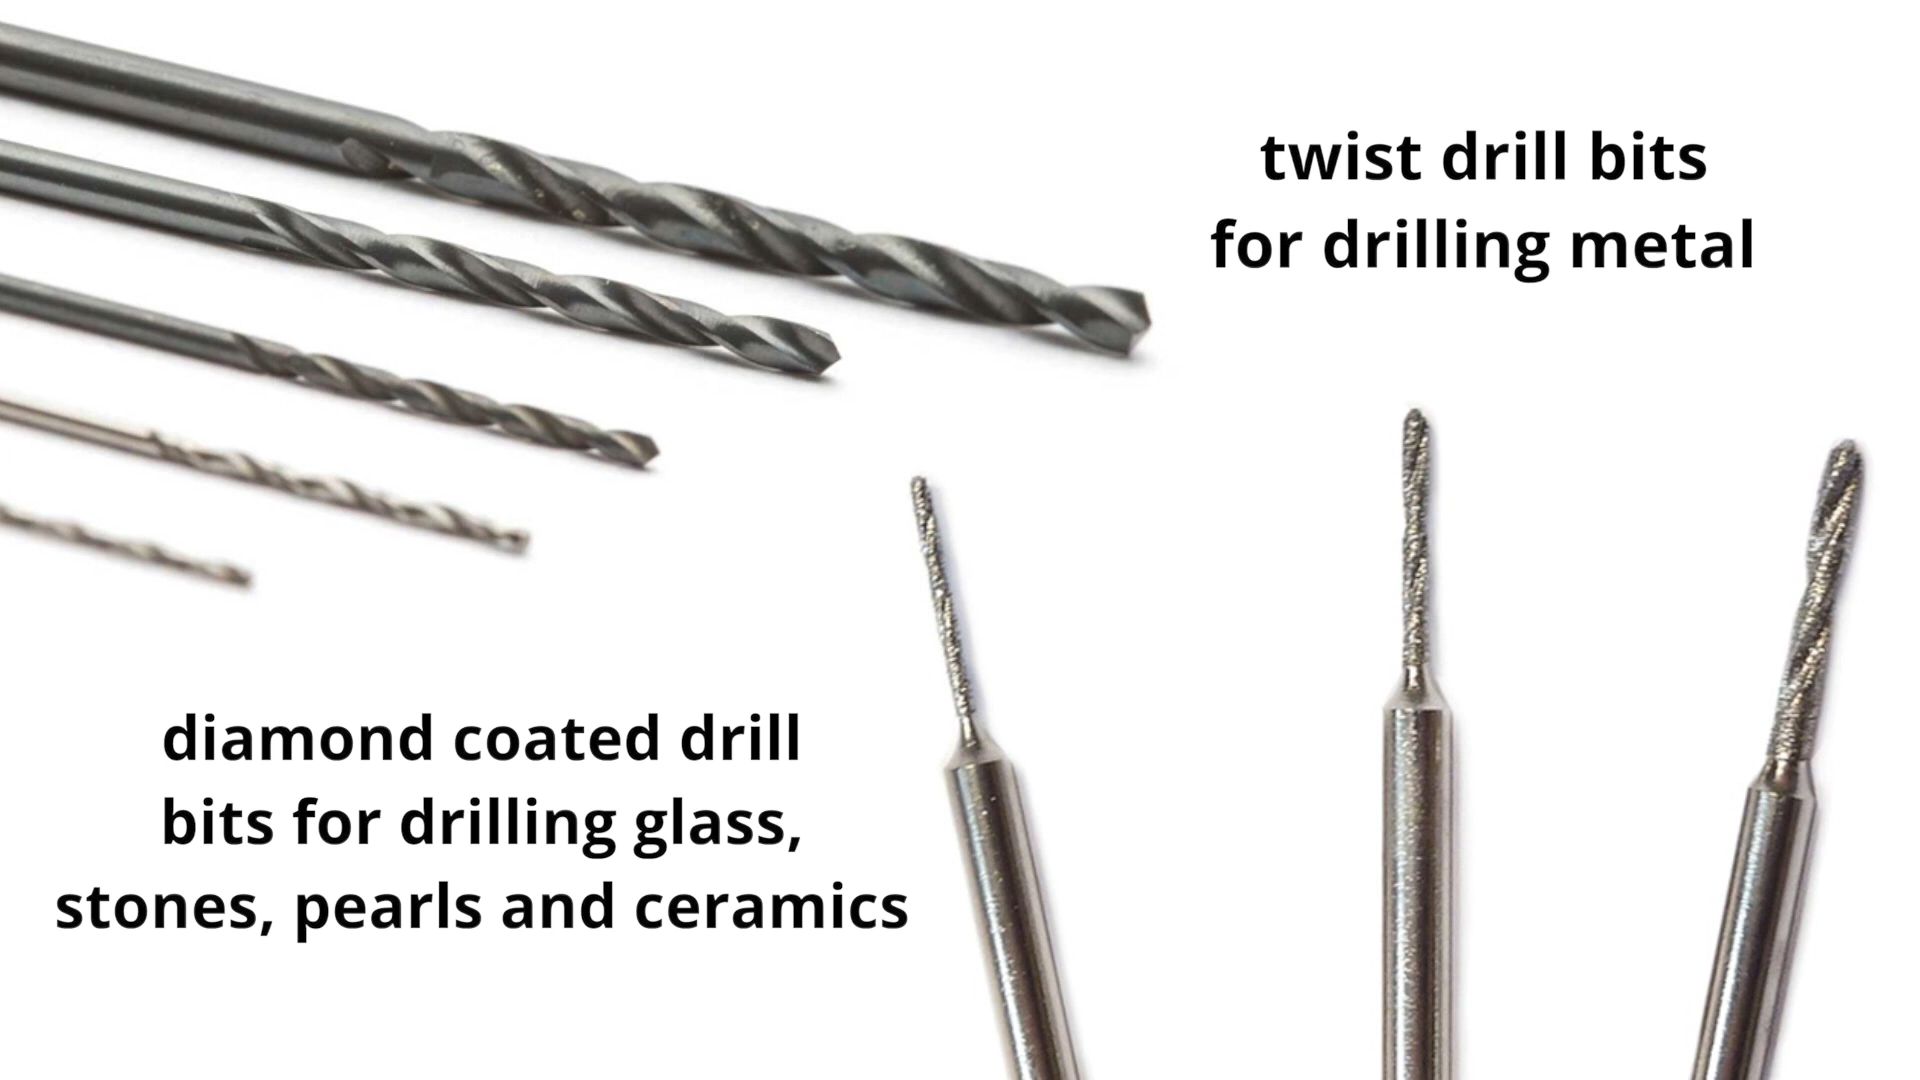 twist drill bits
for drilling metal
diamond coated drill
bits for drilling glass,
stones, pearls and ceramics